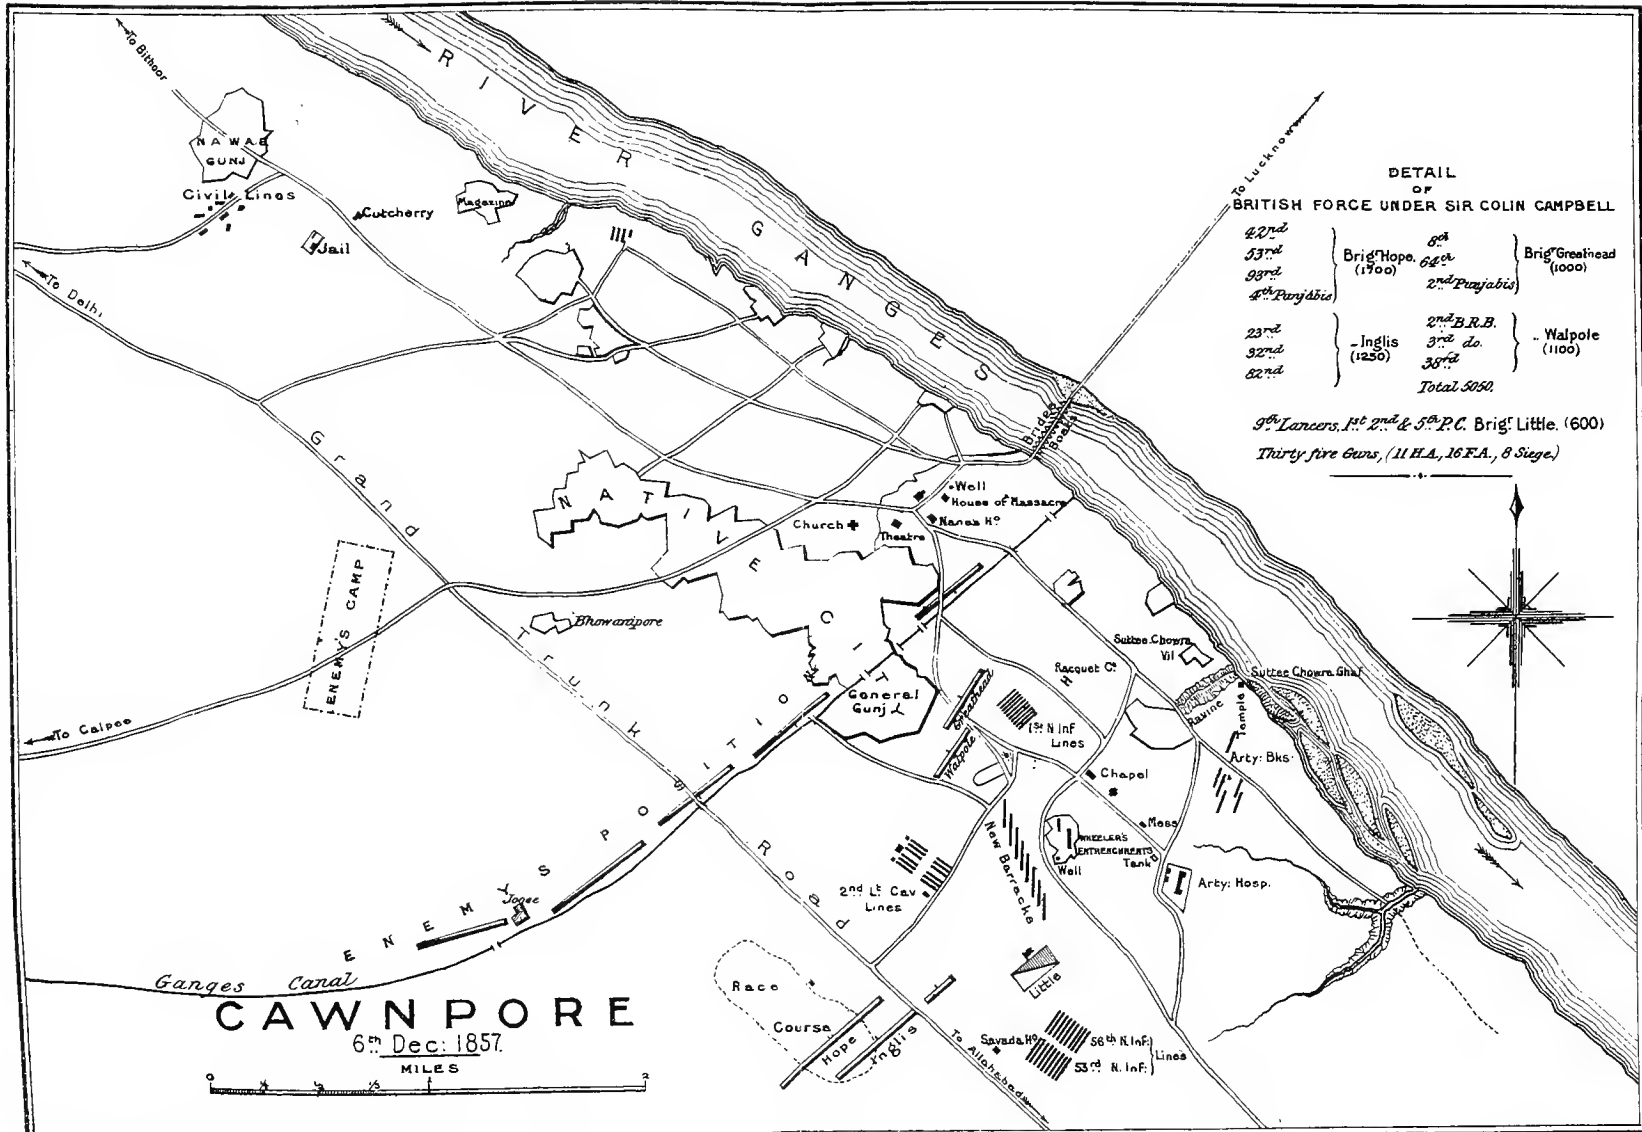 To Bithoor
RIVER GANGES
NAWAB
GUNJ
Civil Lines
Cutcherry
Jail
Magazine
To Delhi
To Lucknow
DETAIL
OF
BRITISH FORCE UNDER SIR COLIN CAMPBELL
42nd
53rd
93rd
4th Punjabis
Brigr Hope.
(1700)
8th
64th
2nd Punjabis
Brigr Greathead
(1000)
23rd
32nd
82nd
„ Inglis
(1250)
2nd B.R.B.
3rd do.
38th
„ Walpole
(1100)
Total 5050.
9th Lancers, 1st 2nd & 5th P.C. Brigr Little. (600)
Thirty five Guns, (11 H.A., 16 F.A., 8 Siege.)
Bridge
Boats
Grand Trunk Road
NATIVE CITY
Well
House of Massacre
Nana's Ho
Church
Theatre
ENEMY'S CAMP
Bhowanipore
To Calpee
Suttee Chowra
Vil
Suttee Chowra Ghat
Racquet Ct
Ravine
Temple
General
Gunj
Greathead
Walpole
1st N Inf
Lines
Arty: Bks.
Chapel
Mess
WHEELER'S
ENTRENCHMENTS
Tank
Well
Arty: Hosp.
New Barracks
2nd Lt Cav
Lines
ENEMY'S POSITION
Jogee
Ganges Canal
Race
Course
Hope
Inglis
Little
Savada Ho
56th N. Inf:
53rd N. Inf:
Lines
To Allahabad
CAWNPORE
6th Dec: 1857.
MILES
0 ¼ ½ 1 2